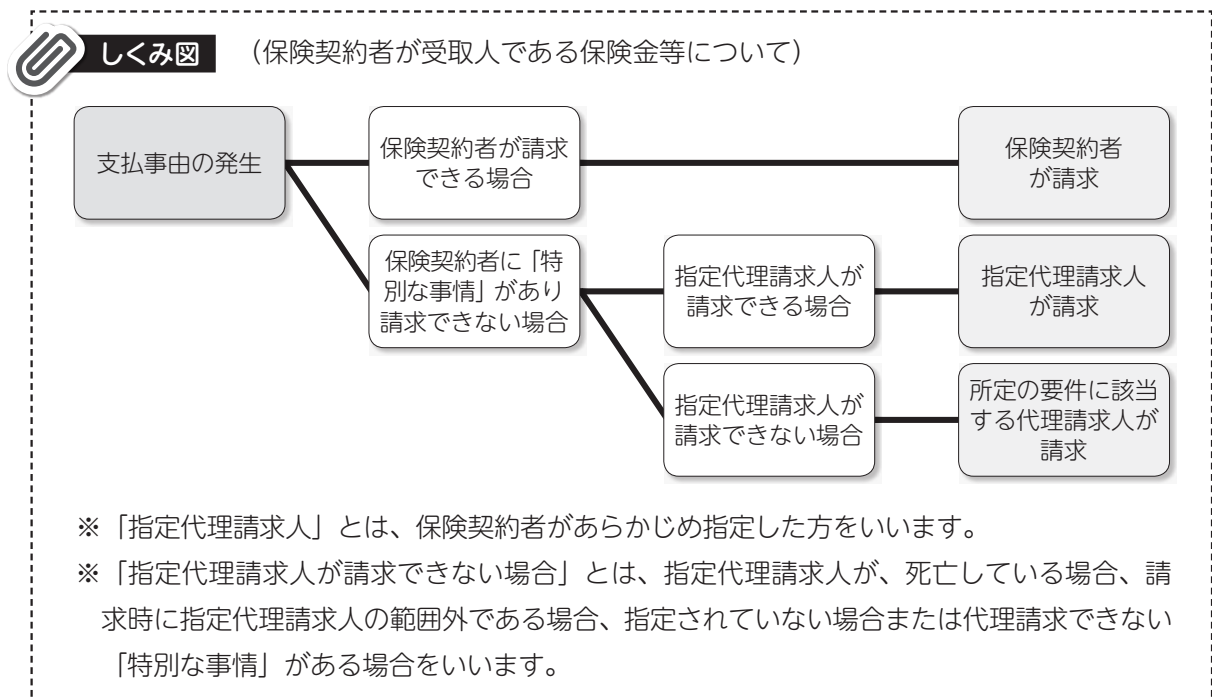 しくみ図 (保険契約者が受取人である保険金等について)
支払事由の発生
保険契約者が請求
できる場合
保険契約者
が請求
保険契約者に「特
別な事情」があり
請求できない場合
指定代理請求人が
請求できる場合
指定代理請求人
が請求
指定代理請求人が
請求できない場合
所定の要件に該当
する代理請求人が
請求
※「指定代理請求人」とは、保険契約者があらかじめ指定した方をいいます。
※「指定代理請求人が請求できない場合」とは、指定代理請求人が、死亡している場合、請
求時に指定代理請求人の範囲外である場合、指定されていない場合または代理請求できない
「特別な事情」がある場合をいいます。